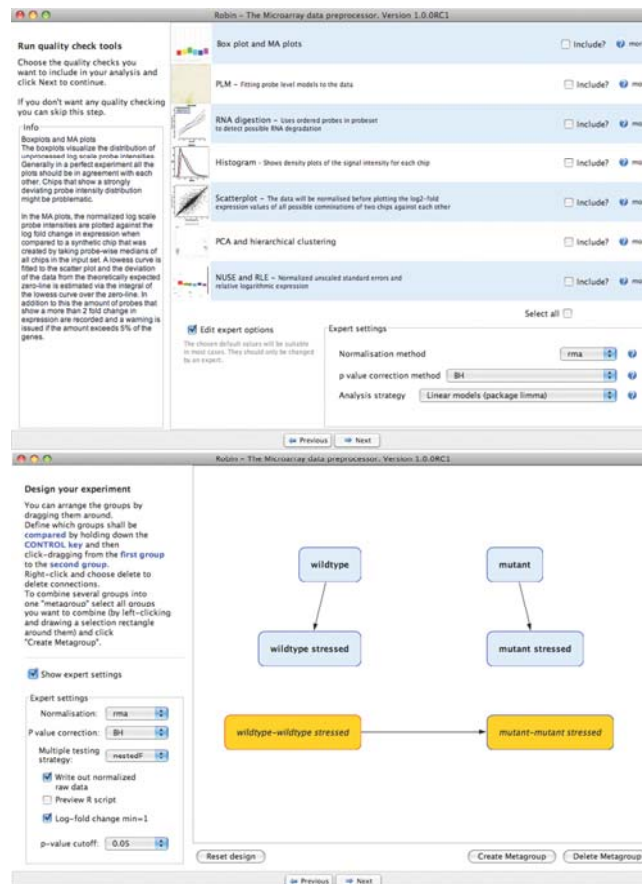 Robin – The Microarray data preprocessor. Version 1.0.0RC1
Run quality check tools
Choose the quality checks you
want to include in your analysis and
click Next to continue.
If you don't want any quality checking
you can skip this step.
Info
Boxplots and MA plots
The boxplots visualize the distribution of
unprocessed log scale probe intensities.
Generally in a perfect experiment all the
plots should be in agreement with each
other. Chips that show a strongly
deviating probe intensity distribution
might be problematic.
In the MA plots, the normalized log scale
probe intensities are plotted against the
log fold change in expression when
compared to a synthetic chip that was
created by taking probe-wise medians of
all chips in the input set. A lowess curve is
fitted to the scatter plot and the deviation
of the data from the theoretically expected
zero-line is estimated via the integral of
the lowess curve over the zero-line. In
addition to this the amount of probes that
show a more than 2 fold change in
expression are recorded and a warning is
issued if the amount exceeds 5% of the
genes.
Box plot and MA plots
Include?
PLM – Fitting probe level models to the data
Include?
RNA digestion – Uses ordered probes in probeset
to detect possible RNA degradation
Include?
Histogram – Shows density plots of the signal intensity for each chip
Include?
Scatterplot – The data will be normalised before plotting the log2-fold
expression values of all possible comninations of two chips against each other
Include?
PCA and hierarchical clustering
Include?
NUSE and RLE – Normalized unscaled standard errors and
relative logarithmic expression
Include?
Select all
Edit expert options
The chosen default values will be suitable
in most cases. They should only be changed
by an expert.
Expert settings
Normalisation method rma
p value correction method BH
Analysis strategy Linear models (package limma)
Previous Next
Robin – The Microarray data preprocessor. Version 1.0.0RC1
Design your experiment
You can arrange the groups by
dragging them around.
Define which groups shall be
compared by holding down the
CONTROL key and then
click-dragging from the first group
to the second group.
Right-click and choose delete to
delete connections.
To combine several groups into
one "metagroup" select all groups
you want to combine (by left-clicking
and drawing a selection rectangle
around them) and click
"Create Metagroup".
Show expert settings
Expert settings
Normalisation: rma
P value correction: BH
Multiple testing
strategy: nestedF
Write out normalized
raw data
Preview R script
Log-fold change min=1
p-value cutoff: 0.05
wildtype
mutant
wildtype stressed
mutant stressed
wildtype-wildtype stressed
mutant-mutant stressed
Reset design
Create Metagroup
Delete Metagroup
Previous Next